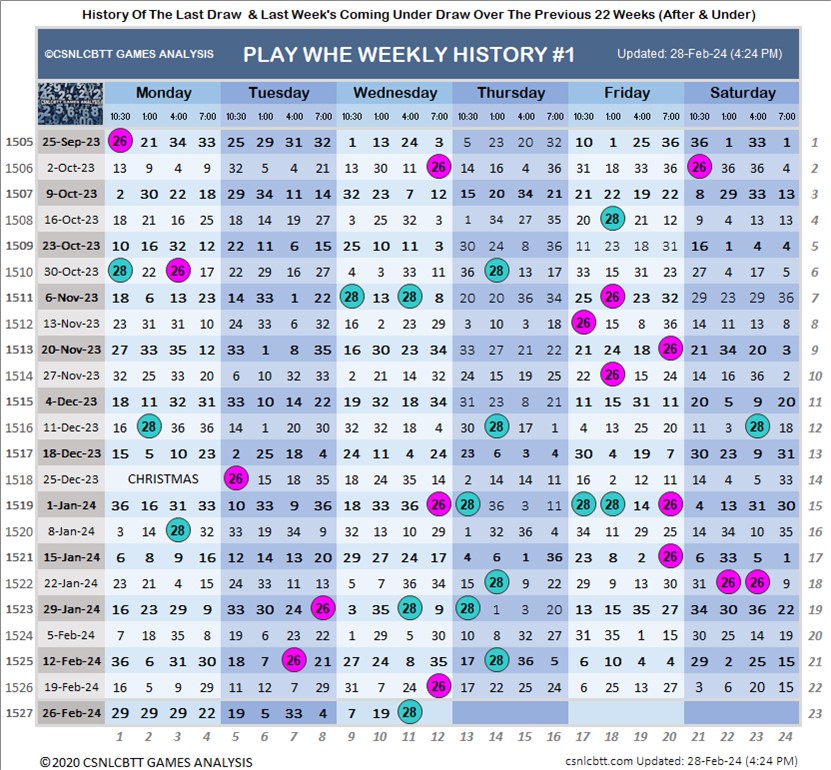 History Of The Last Draw & Last Week's Coming Under Draw Over The Previous 22 Weeks (After & Under)
©CSNLCBTT GAMES ANALYSIS PLAY WHE WEEKLY HISTORY #1 Updated: 28-Feb-24 (4:24 PM)
CSNLCBTT GAMES ANALYSIS Monday Tuesday Wednesday Thursday Friday Saturday
10:30 1:00 4:00 7:00 10:30 1:00 4:00 7:00 10:30 1:00 4:00 7:00 10:30 1:00 4:00 7:00 10:30 1:00 4:00 7:00 10:30 1:00 4:00 7:00
1505 25-Sep-23 26 21 34 33 25 29 31 32 1 13 24 3 5 23 20 32 10 1 25 36 36 1 33 1 1
1506 2-Oct-23 13 9 4 9 32 5 4 21 13 30 11 26 14 16 4 36 31 18 33 36 26 36 36 4 2
1507 9-Oct-23 2 30 22 18 29 34 11 14 32 23 7 12 15 20 34 21 21 22 19 22 8 29 33 13 3
1508 16-Oct-23 18 21 16 25 18 14 19 27 3 25 32 3 1 34 27 35 20 28 21 12 9 4 13 13 4
1509 23-Oct-23 10 16 32 12 22 11 6 15 25 10 11 3 30 24 8 36 11 23 18 31 16 1 4 4 5
1510 30-Oct-23 28 22 26 17 22 29 16 27 4 3 33 11 36 28 13 17 33 15 31 23 27 4 17 5 6
1511 6-Nov-23 18 6 13 23 14 33 1 22 28 13 28 8 20 20 36 34 25 26 23 32 29 23 29 36 7
1512 13-Nov-23 23 31 31 10 24 33 6 32 16 2 23 29 3 10 3 18 26 15 8 36 14 11 13 13 8
1513 20-Nov-23 27 33 35 12 33 1 8 35 16 30 23 34 33 27 21 22 21 24 18 26 21 34 20 3 9
1514 27-Nov-23 32 25 33 20 1 10 32 33 2 21 14 32 24 15 19 25 22 26 15 24 14 16 36 2 10
1515 4-Dec-23 18 11 32 31 33 10 14 22 19 32 18 34 31 23 8 21 11 15 31 11 20 5 9 20 11
1516 11-Dec-23 16 28 36 36 14 1 20 30 32 32 18 4 30 28 17 1 4 13 25 20 11 3 28 18 12
1517 18-Dec-23 15 5 10 23 2 25 18 4 24 11 4 24 23 6 3 4 30 4 19 7 30 23 9 31 13
1518 25-Dec-23 CHRISTMAS 26 15 18 35 18 24 35 14 2 14 14 11 16 2 12 11 18 4 5 33 14
1519 1-Jan-24 36 16 31 33 10 33 9 36 18 33 36 26 28 36 3 11 28 28 14 26 4 13 31 30 15
1520 8-Jan-24 3 14 28 32 33 19 34 9 32 13 10 29 1 32 36 4 34 11 29 25 14 34 10 35 16
1521 15-Jan-24 6 8 9 16 12 14 13 20 29 27 24 17 4 6 1 36 23 8 2 26 6 33 5 1 17
1522 22-Jan-24 23 21 4 15 24 33 11 13 5 7 36 34 15 28 9 22 29 9 13 30 31 26 26 9 18
1523 29-Jan-24 16 23 29 9 33 30 24 26 3 35 28 9 28 1 3 20 13 15 35 27 34 30 36 22 19
1524 5-Feb-24 7 18 35 8 19 6 23 22 1 29 5 30 10 8 32 27 31 35 1 15 30 25 14 19 20
1525 12-Feb-24 36 6 31 30 18 7 26 21 27 24 8 35 17 28 36 5 6 10 4 4 29 2 25 15 21
1526 19-Feb-24 16 5 9 29 11 12 29 31 7 24 26 17 22 25 24 6 25 13 27 3 6 20 15 22
1527 26-Feb-24 29 29 29 22 19 5 33 4 7 19 28 23
1 2 3 4 5 6 7 8 9 10 11 12 13 14 15 16 17 18 19 20 21 22 23 24
©2020 CSNLCBTT GAMES ANALYSIS csnlcbtt.com Updated: 28-Feb-24 (4:24 PM)